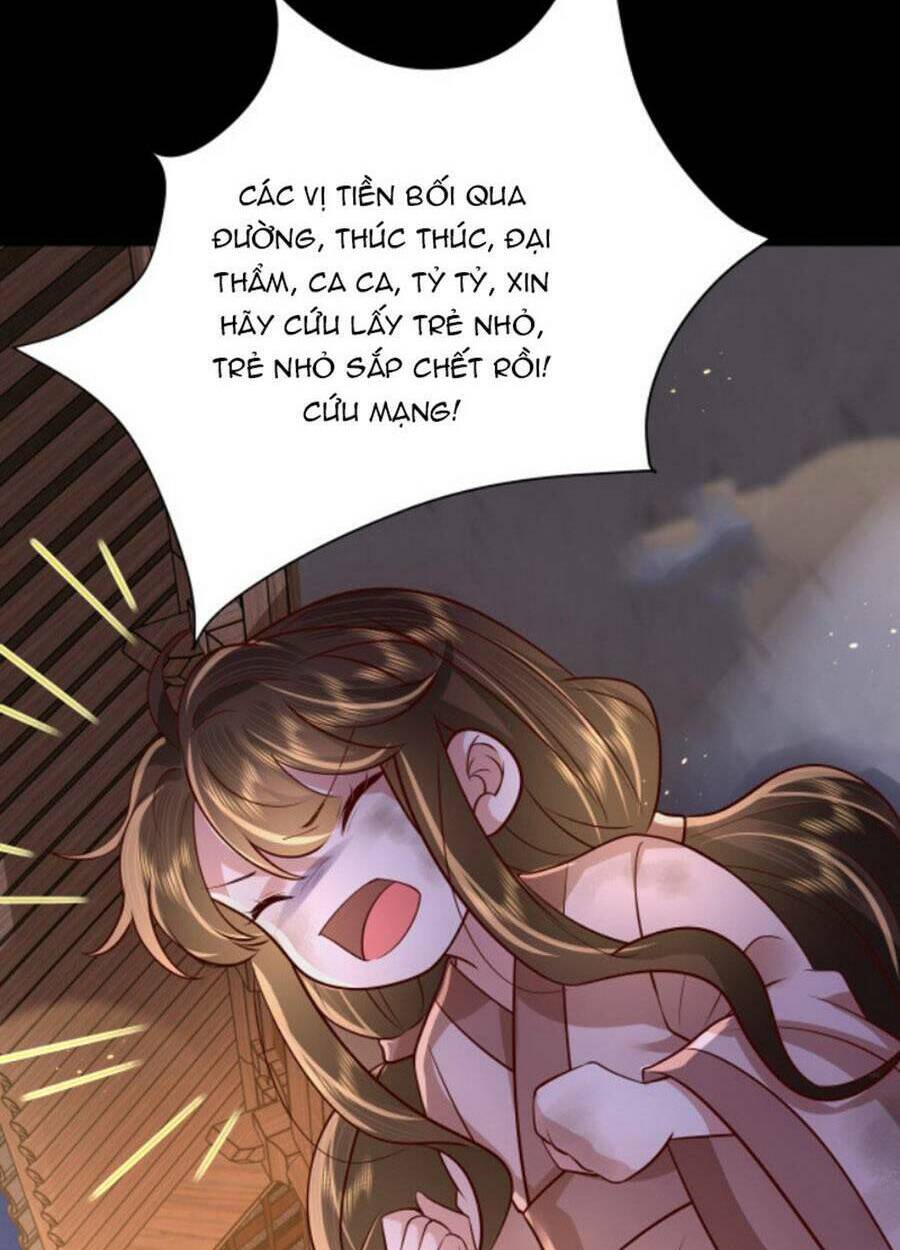 CÁC VỊ TIỀN BỐI QUA
ĐƯỜNG, THÚC THÚC, ĐẠI
THẨM, CA CA, TỶ TỶ, XIN
HÃY CỨU LẤY TRẺ NHỎ,
TRẺ NHỎ SẮP CHẾT RỒI!
CỨU MẠNG!